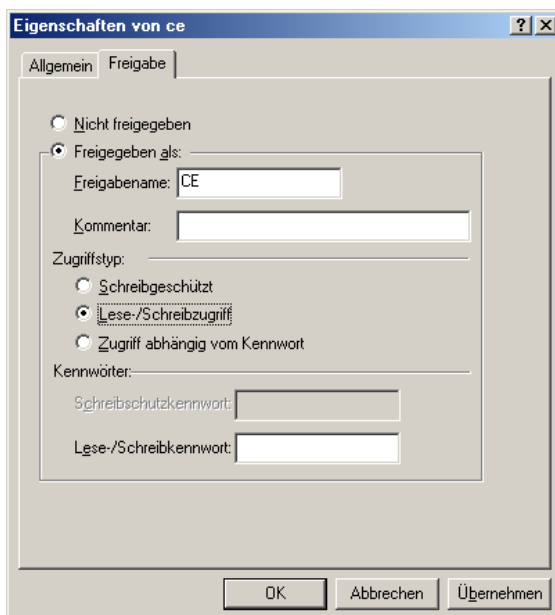 Eigenschaften von ce
Allgemein Freigabe
Nicht freigegeben
Freigegeben als:
Freigabename: CE
Kommentar:
Zugriffstyp:
Schreibgeschützt
Lese-/Schreibzugriff
Zugriff abhängig vom Kennwort
Kennwörter:
Schreibschutzkennwort:
Lese-/Schreibkennwort:
OK Abbrechen Übernehmen